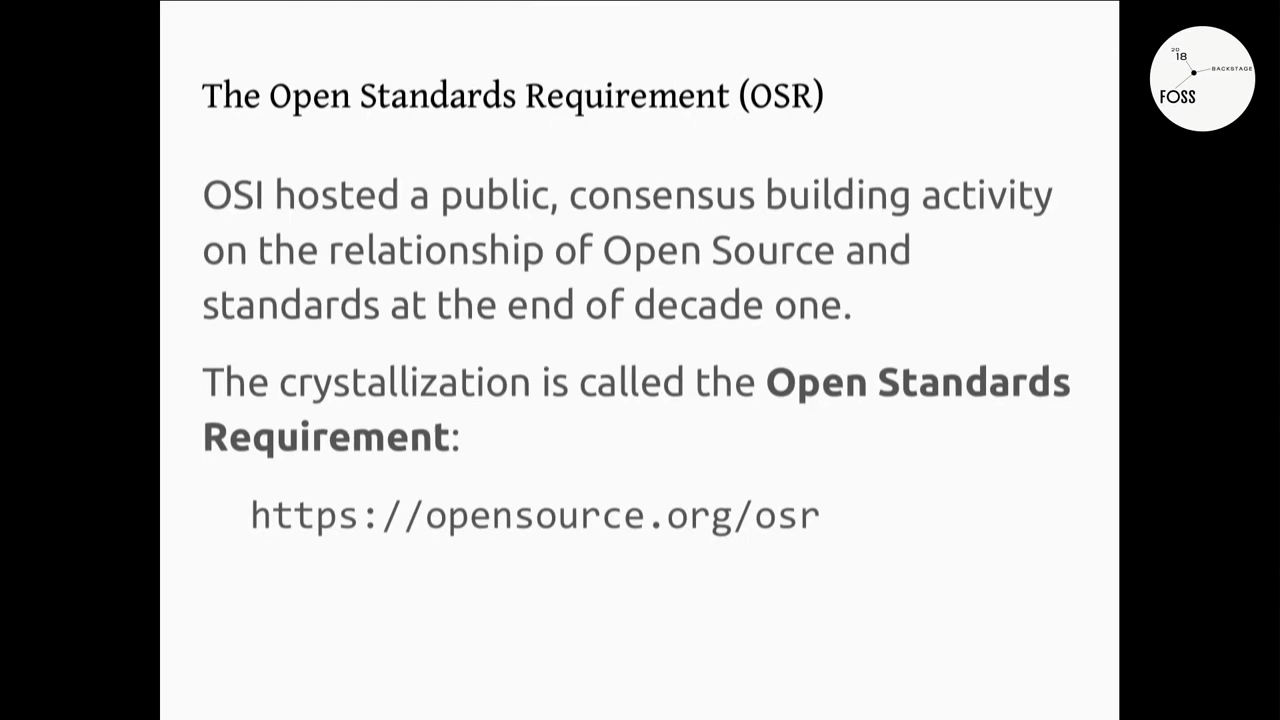 The Open Standards Requirement (OSR)
OSI hosted a public, consensus building activity
on the relationship of Open Source and
standards at the end of decade one.
The crystallization is called the Open Standards
Requirement:
https://opensource.org/osr
20
18
BACKSTAGE
FOSS